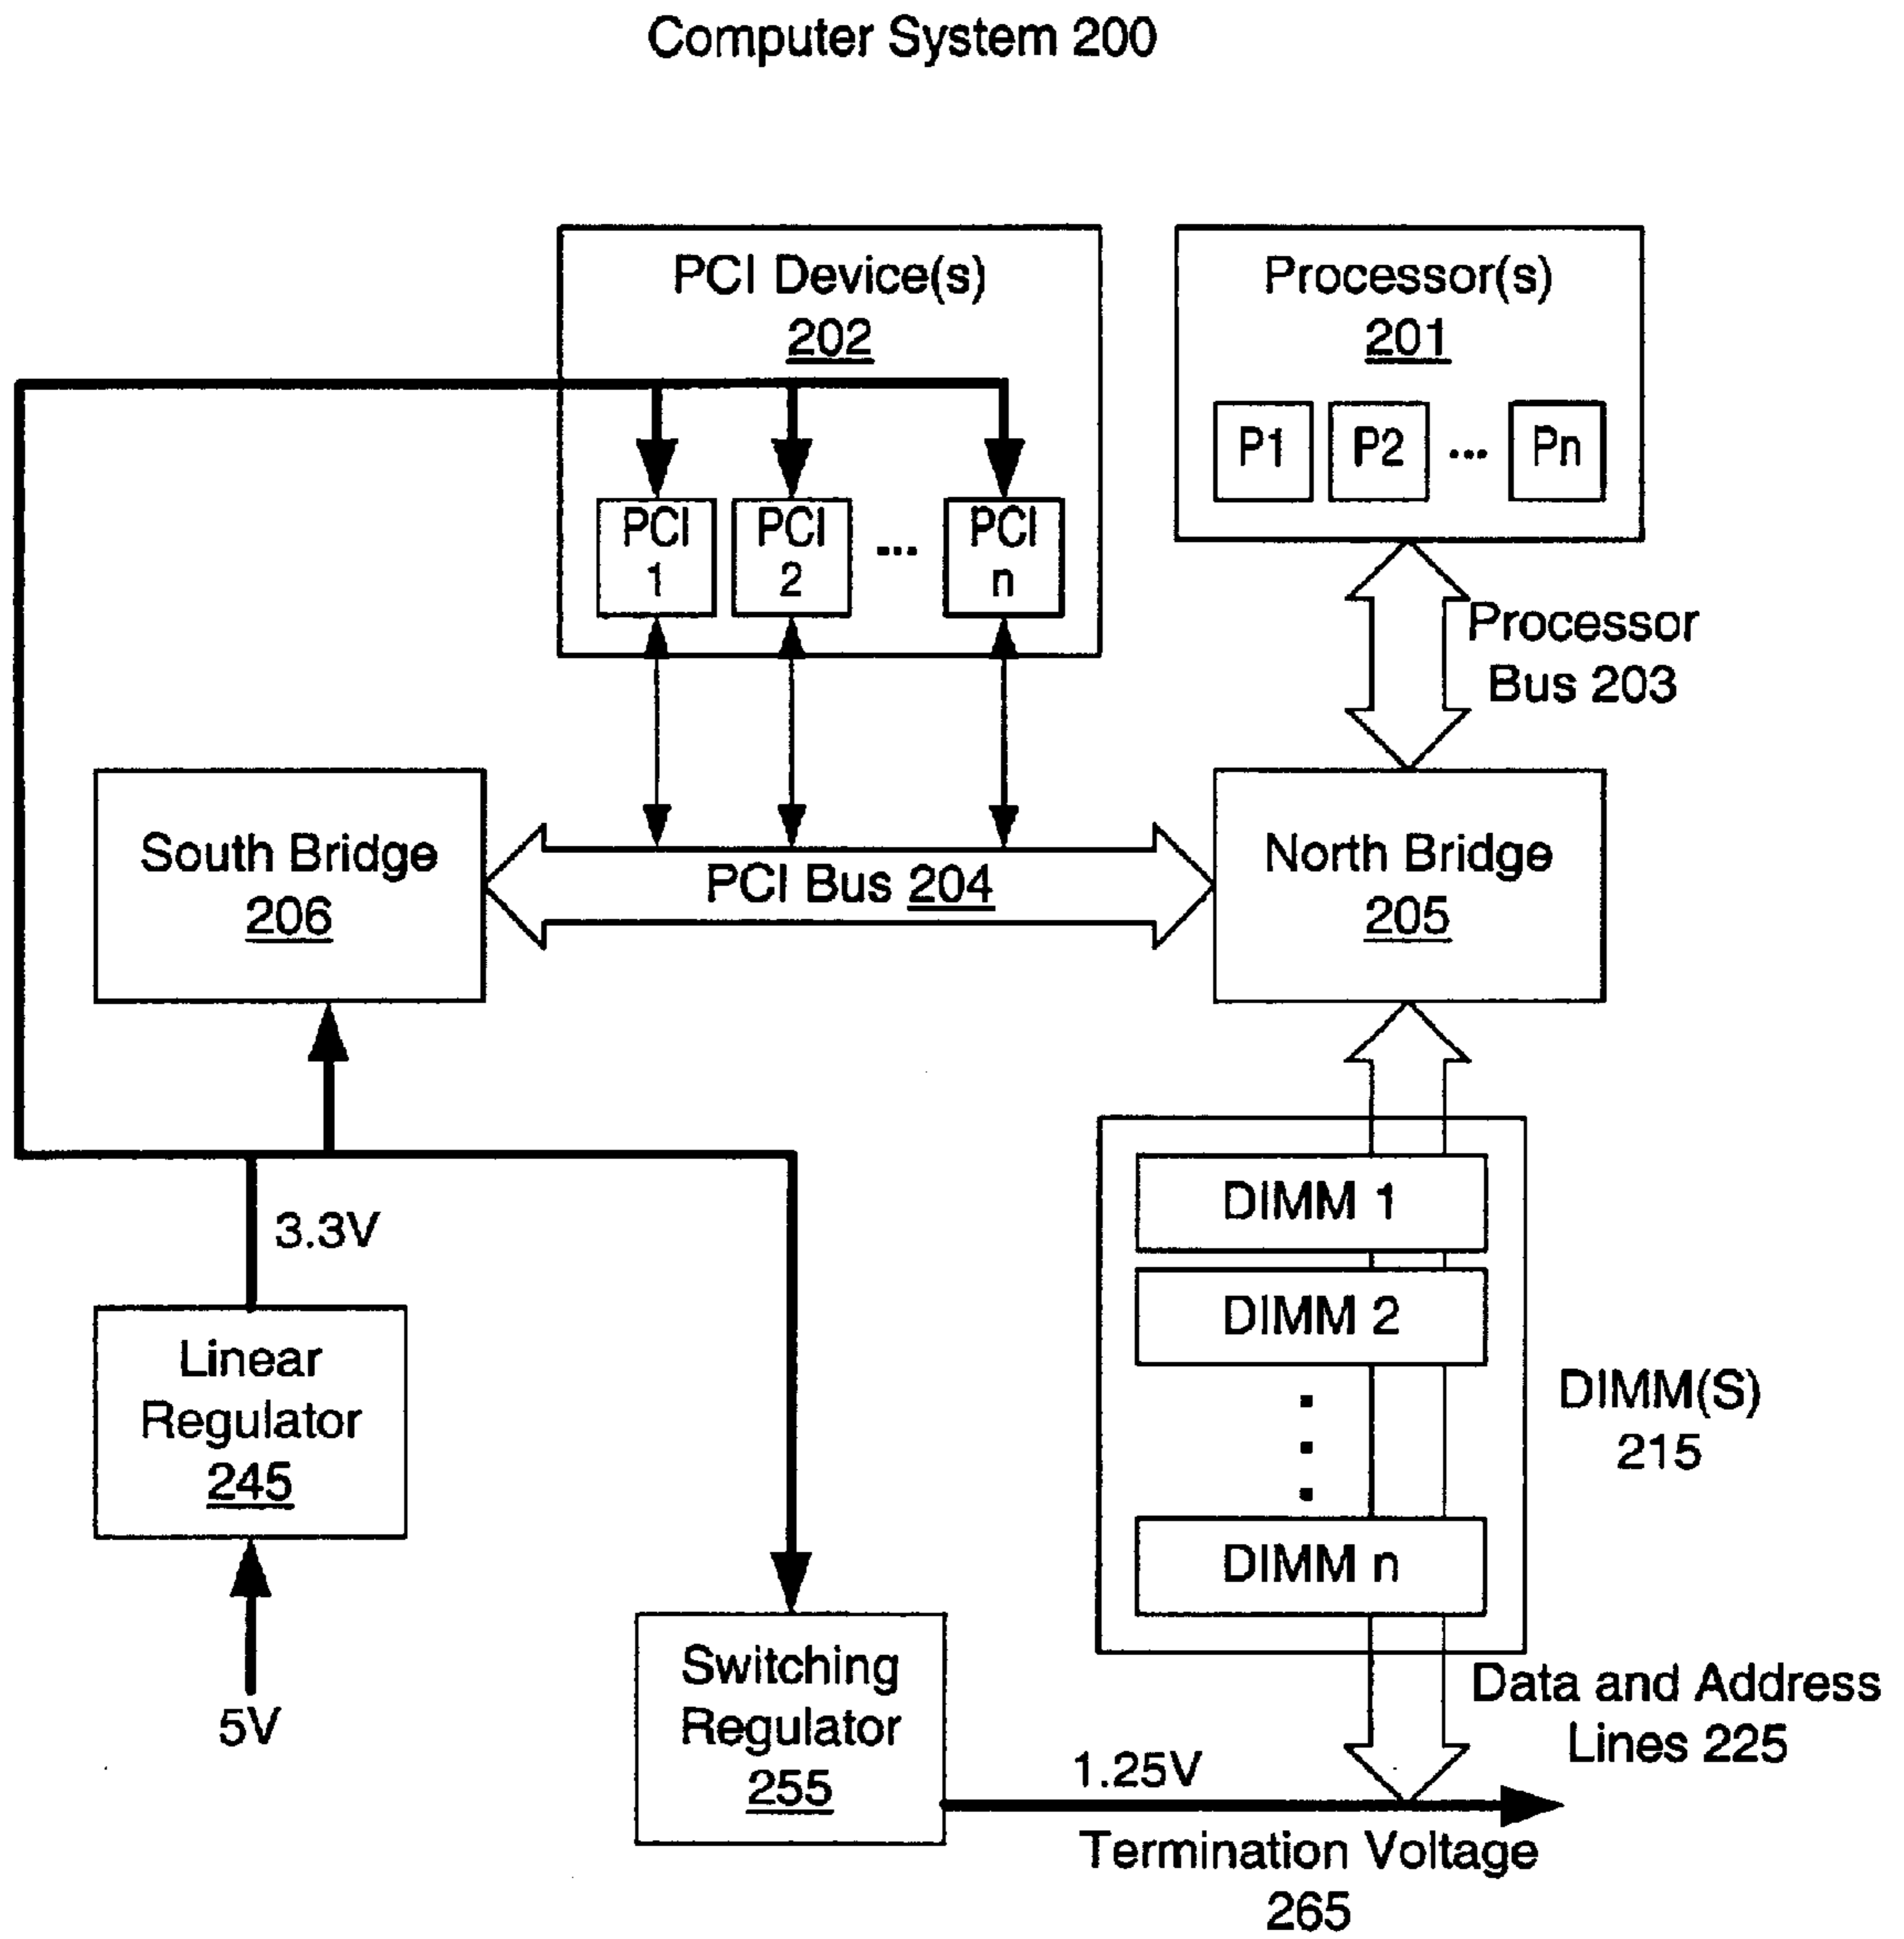 Computer System 200
PCI Device(s)
202
PCI
1
PCI
2
...
PCI
n
Processor(s)
201
P1
P2
...
Pn
Processor
Bus 203
South Bridge
206
PCI Bus 204
North Bridge
205
3.3V
Linear
Regulator
245
5V
Switching
Regulator
255
DIMM 1
DIMM 2
DIMM n
DIMM(S)
215
Data and Address
Lines 225
1.25V
Termination Voltage
265